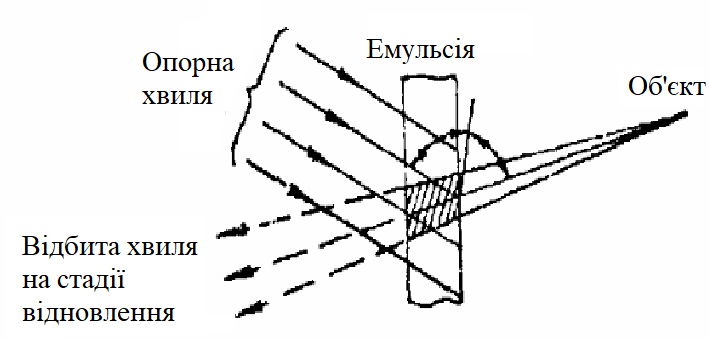 Опорна
хвиля
Емульсія
Об'єкт
Відбита хвиля
на стадії
відновлення